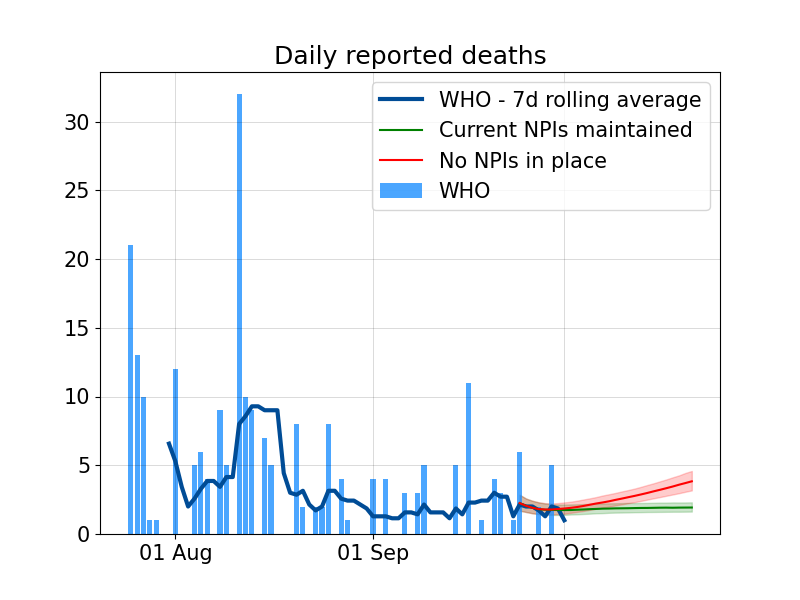 Daily reported deaths
WHO - 7d rolling average
Current NPIs maintained
No NPIs in place
WHO
30
25
20
15
10
5
0
01 Aug
01 Sep
01 Oct